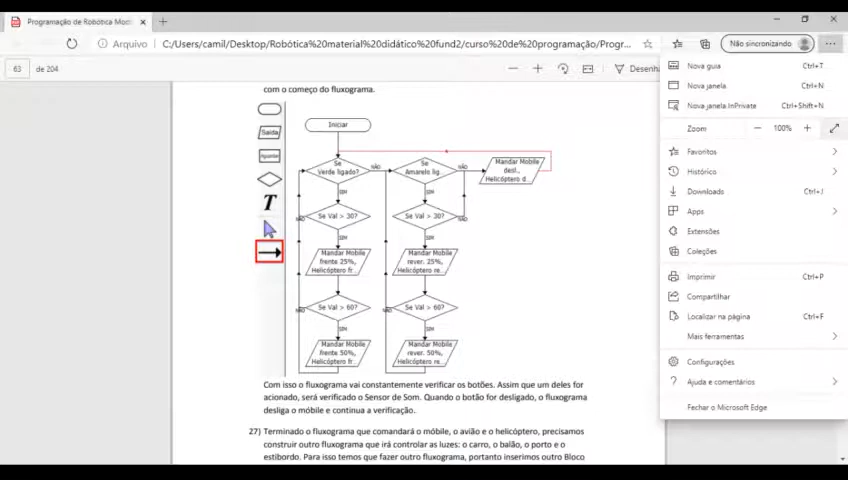 Programação de Robótica Mod
Arquivo
C:/Users/camil/Desktop/Robótica%20material%20didático%20fund2/curso%20de%20programação/Progr...
Não sincronizando
63
de 204
Desenha
com o começo do fluxograma.
Saída
Apontar
T
Iniciar
Se
Verde ligado?
NÃO
Se
Amarelo lig...
NÃO
Mandar Mobile
desl.,
Helicóptero d...
SIM
SIM
Se Val > 30?
NÃO
Se Val > 30?
NÃO
SIM
SIM
Mandar Mobile
frente 25%,
Helicóptero fr...
Mandar Mobile
rever. 25%,
Helicóptero re...
Se Val > 60?
NÃO
Se Val > 60?
NÃO
SIM
SIM
Mandar Mobile
frente 50%,
Helicóptero fr...
Mandar Mobile
rever. 50%,
Helicóptero re...
Com isso o fluxograma vai constantemente verificar os botões. Assim que um deles for
acionado, será verificado o Sensor de Som. Quando o botão for desligado, o fluxograma
desliga o móbile e continua a verificação.
27) Terminado o fluxograma que comandará o móbile, o avião e o helicóptero, precisamos
construir outro fluxograma que irá controlar as luzes: o carro, o balão, o porto e o
estibordo. Para isso temos que fazer outro fluxograma, portanto inserimos outro Bloco
Nova guia Ctrl+T
Nova janela Ctrl+N
Nova janela InPrivate Ctrl+Shift+N
Zoom — 100% +
Favoritos
Histórico
Downloads Ctrl+J
Apps
Extensões
Coleções
Imprimir Ctrl+P
Compartilhar
Localizar na página Ctrl+F
Mais ferramentas
Configurações
Ajuda e comentários
Fechar o Microsoft Edge